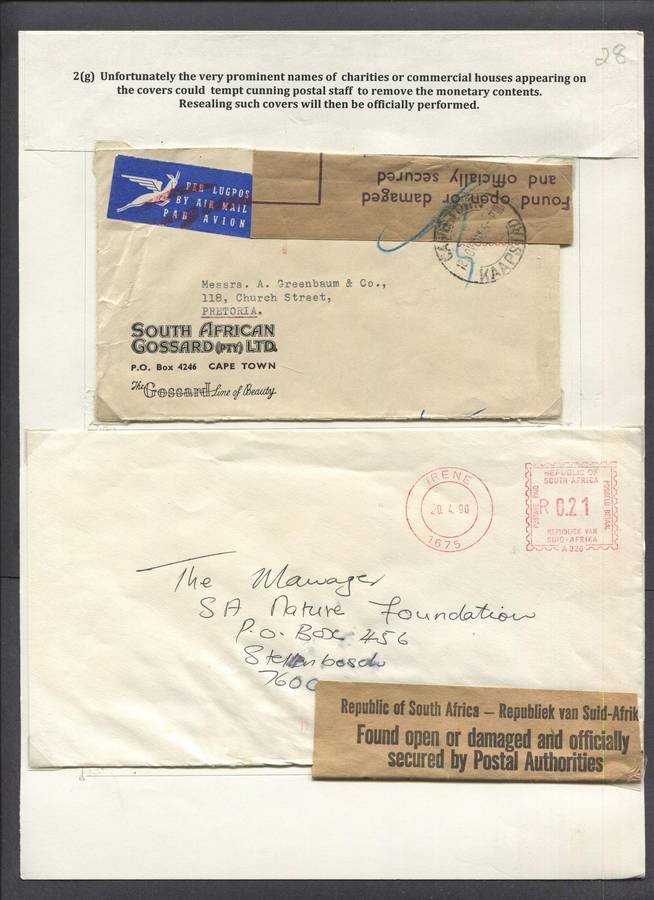 28
2(g) Unfortunately the very prominent names of charities or commercial houses appearing on
the covers could tempt cunning postal staff to remove the monetary contents.
Resealing such covers will then be officially performed.
PER LUGPOS
BY AIR MAIL
PAR AVION
Found open or damaged
and officially secured
KAAPSTAD
Messrs. A. Greenbaum & Co.,
118, Church Street,
PRETORIA.
SOUTH AFRICAN
GOSSARD (PTY) LTD.
P.O. Box 4246 CAPE TOWN
The Gossard Line of Beauty
IRENE
20.4.90
1675
REPUBLIC OF
SOUTH AFRICA
POSTAGE PAID
R 0.21
POSGELD BETAAL
REPUBLIEK VAN
SUID-AFRIKA
The Manager
SA Nature Foundation
P.O. Box 456
Stellenbosch
7600
Republic of South Africa – Republiek van Suid-Afrik
Found open or damaged and officially
secured by Postal Authorities